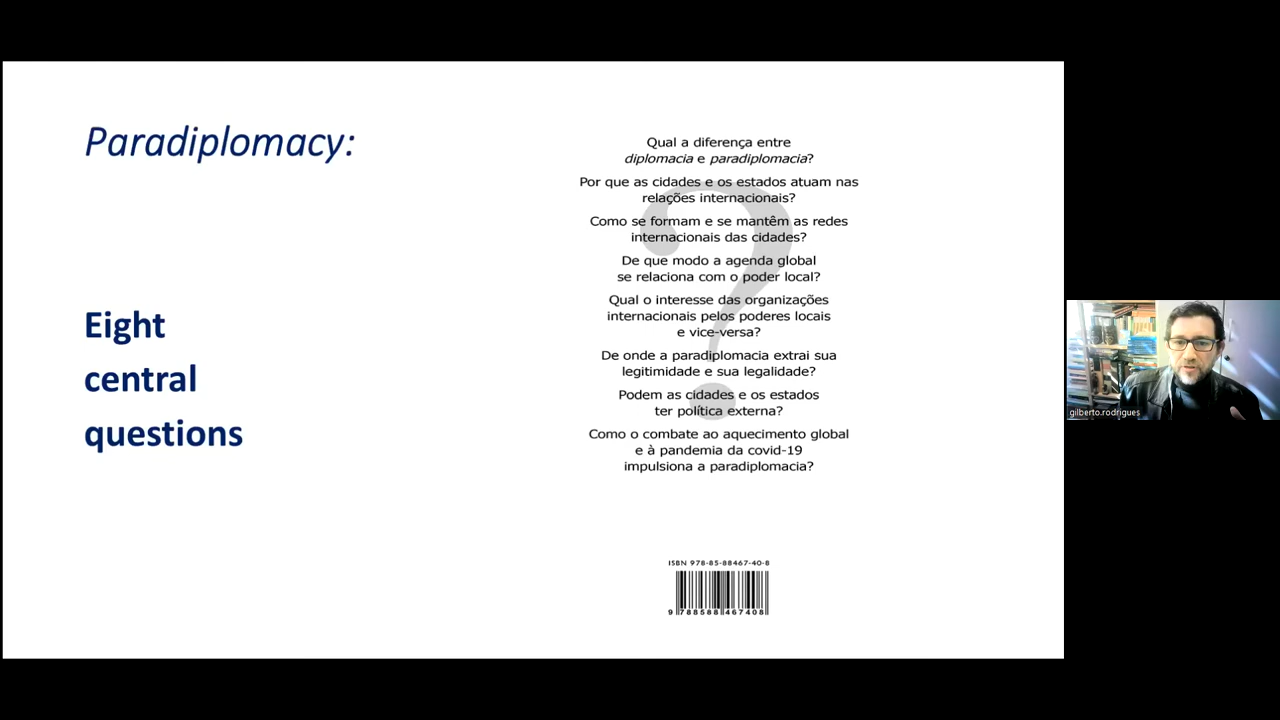 Paradiplomacy:
Eight
central
questions
Qual a diferença entre
diplomacia e paradiplomacia?
Por que as cidades e os estados atuam nas
relações internacionais?
Como se formam e se mantêm as redes
internacionais das cidades?
De que modo a agenda global
se relaciona com o poder local?
Qual o interesse das organizações
internacionais pelos poderes locais
e vice-versa?
De onde a paradiplomacia extrai sua
legitimidade e sua legalidade?
Podem as cidades e os estados
ter política externa?
Como o combate ao aquecimento global
e à pandemia da covid-19
impulsiona a paradiplomacia?
?
ISBN 978-85-88467-40-8
9 788588 467408
gilberto.rodrigues